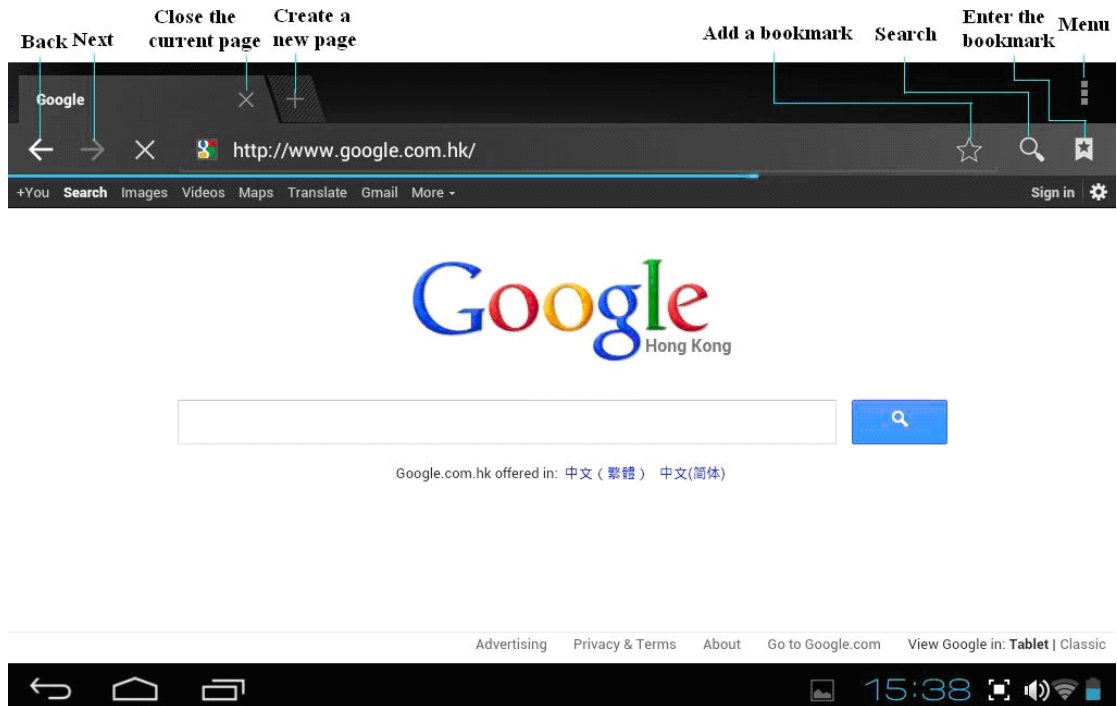 Close the
current page
Create a
new page
Back Next
Add a bookmark
Search
Enter the
bookmark
Menu
Google
http://www.google.com.hk/
+You Search Images Videos Maps Translate Gmail More
Sign in
Google
Hong Kong
Google.com.hk offered in: 中文（繁體） 中文(简体)
Advertising Privacy & Terms About Go to Google.com View Google in: Tablet | Classic
15:38